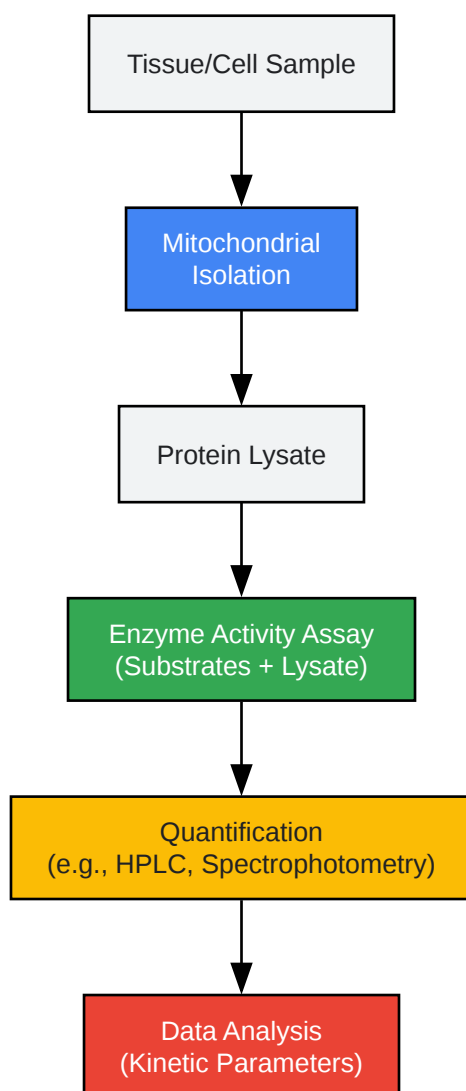 Tissue/Cell Sample
Mitochondrial
Isolation
Protein Lysate
Enzyme Activity Assay
(Substrates + Lysate)
Quantification
(e.g., HPLC, Spectrophotometry)
Data Analysis
(Kinetic Parameters)